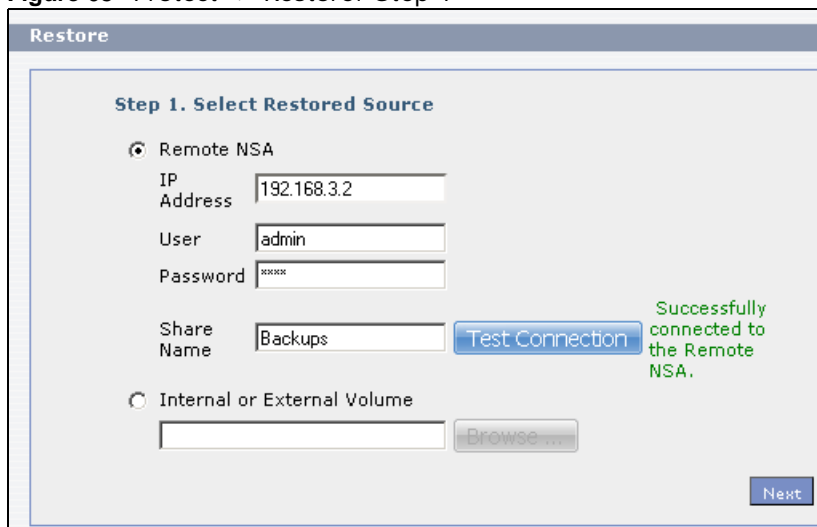 Restore
Step 1. Select Restored Source
Remote NSA
IP
Address
192.168.3.2
User
admin
Password
****
Share
Name
Backups
Test Connection
Successfully
connected to
the Remote
NSA.
Internal or External Volume
Browse ...
Next